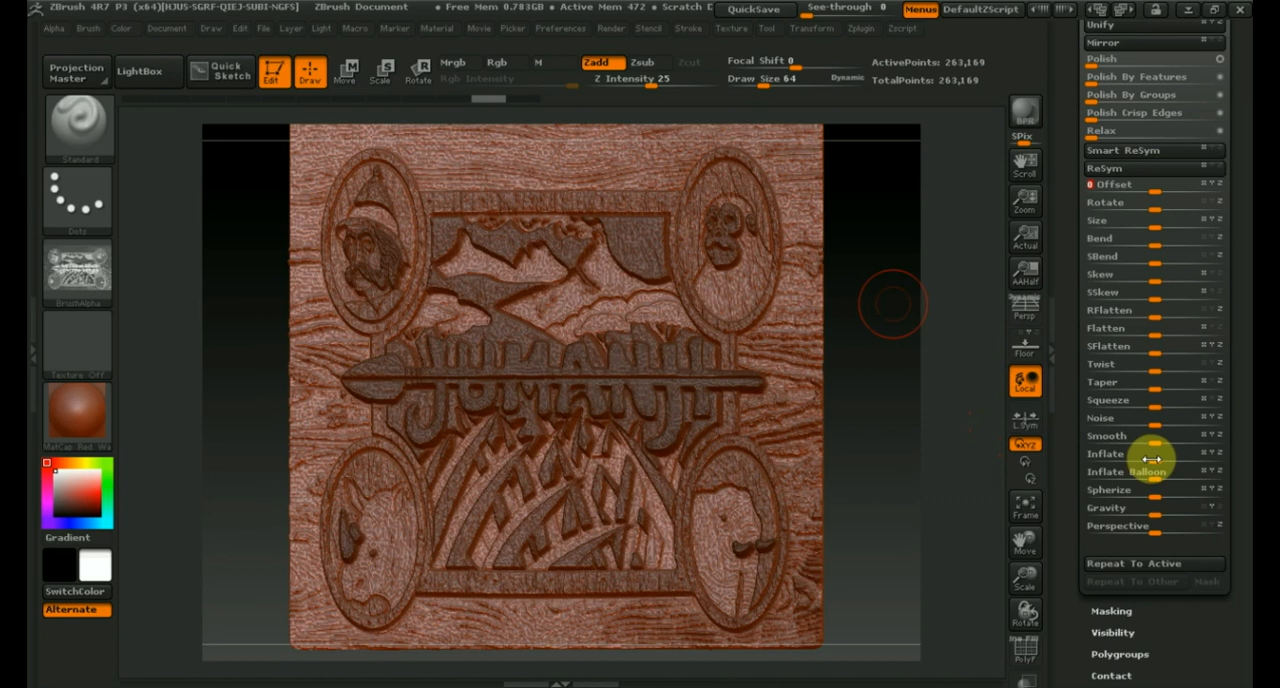 ZBrush 4R7 P3 (x64)[HJUS-SGRF-QIEJ-SUBI-NGFS] ZBrush Document • Free Mem 0.783GB • Active Mem 472 • Scratch D QuickSave See-through 0 Menus DefaultZScript
Alpha Brush Color Document Draw Edit File Layer Light Macro Marker Material Movie Picker Preferences Render Stencil Stroke Texture Tool Transform Zplugin Zscript
Projection Master
LightBox
Quick Sketch
Edit
Draw
Move
Scale
Rotate
Mrgb Rgb M
Rgb Intensity
Zadd Zsub Zcut
Z Intensity 25
Focal Shift 0
Draw Size 64 Dynamic
ActivePoints: 263,169
TotalPoints: 263,169
Standard
Dots
BrushAlpha
Texture Off
MatCap Red Wa
Gradient
SwitchColor
Alternate
JUMANJI
BPR
SPix
Scroll
Zoom
Actual
AAHalf
Dynamic
Persp
Floor
Local
L.Sym
XYZ
Frame
Move
Scale
Rotate
PolyF
Unify
Mirror
Polish
Polish By Features
Polish By Groups
Polish Crisp Edges
Relax
Smart ReSym
ReSym
0 Offset
Rotate
Size
Bend
SBend
Skew
SSkew
RFlatten
Flatten
SFlatten
Twist
Taper
Squeeze
Noise
Smooth
Inflate
Inflate Balloon
Spherize
Gravity
Perspective
Repeat To Active
Repeat To Other Mask
Masking
Visibility
Polygroups
Contact